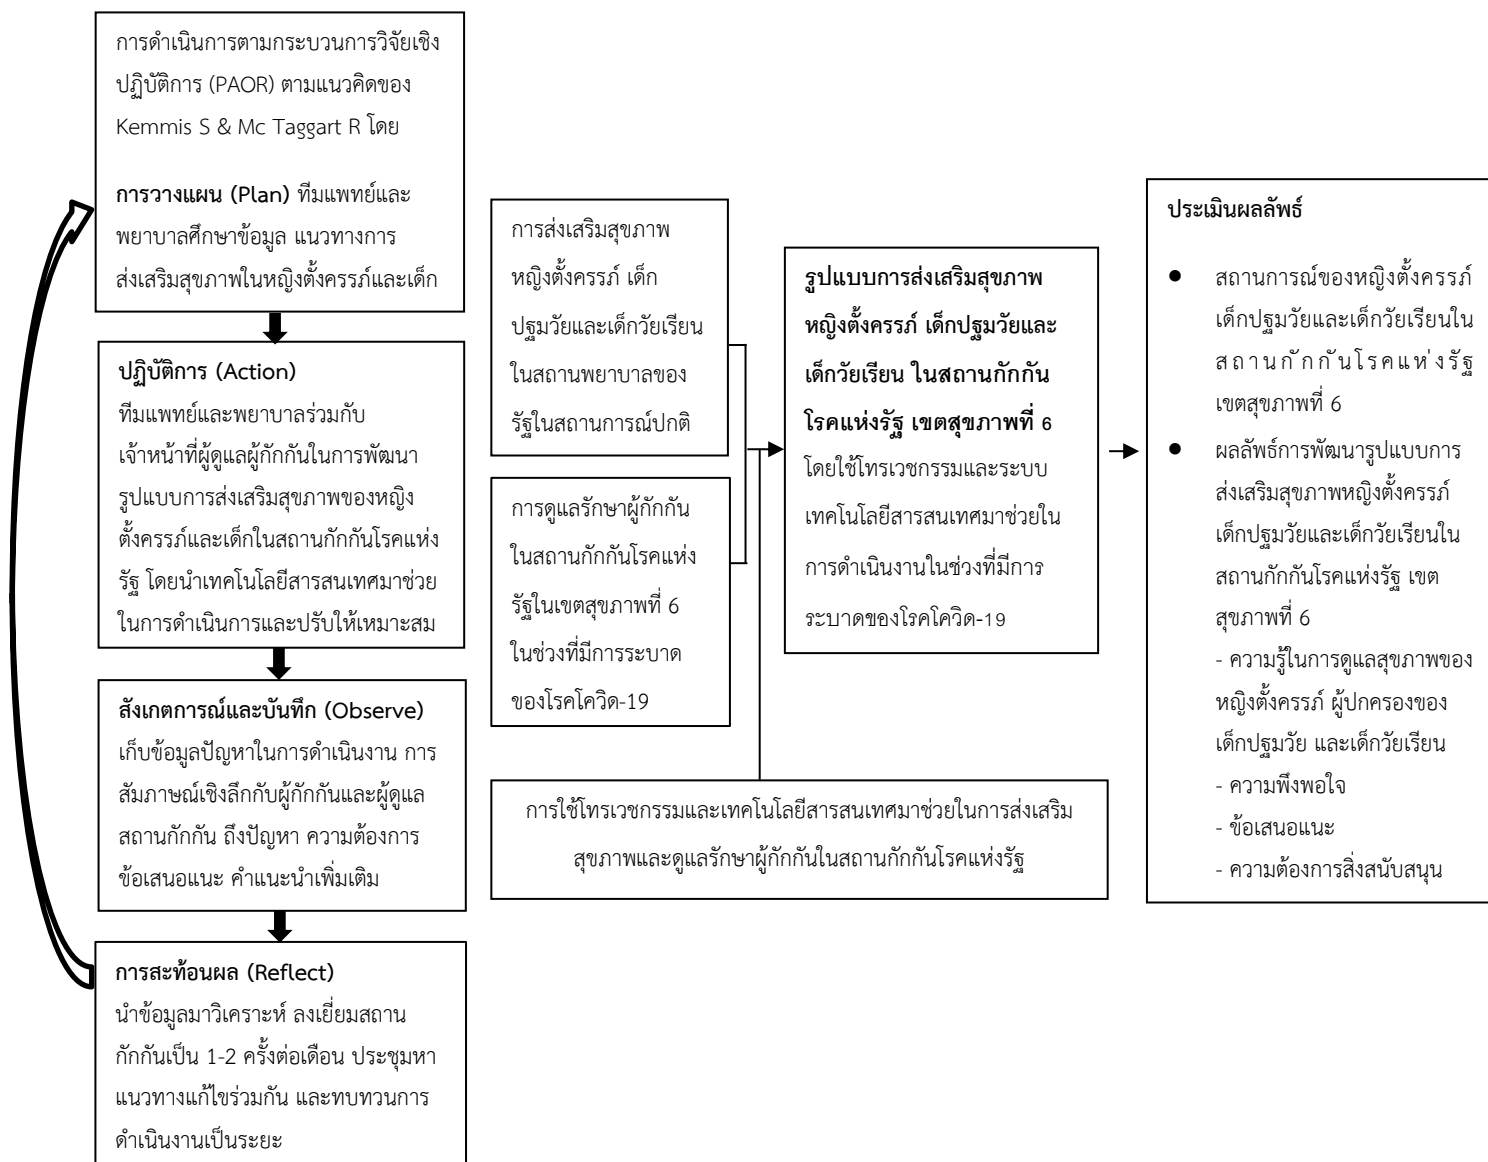 การดำเนินการตามกระบวนการวิจัยเชิง
ปฏิบัติการ (PAOR) ตามแนวคิดของ
Kemmis S & Mc Taggart R โดย
การวางแผน (Plan) ทีมแพทย์และ
พยาบาลศึกษาข้อมูล แนวทางการ
ส่งเสริมสุขภาพในหญิงตั้งครรภ์และเด็ก
ปฏิบัติการ (Action)
ทีมแพทย์และพยาบาลร่วมกับ
เจ้าหน้าที่ผู้ดูแลผู้กักกันในการพัฒนา
รูปแบบการส่งเสริมสุขภาพของหญิง
ตั้งครรภ์และเด็กในสถานกักกันโรคแห่ง
รัฐ โดยนำเทคโนโลยีสารสนเทศมาช่วย
ในการดำเนินการและปรับให้เหมาะสม
สังเกตการณ์และบันทึก (Observe)
เก็บข้อมูลปัญหาในการดำเนินงาน การ
สัมภาษณ์เชิงลึกกับผู้กักกันและผู้ดูแล
สถานกักกัน ถึงปัญหา ความต้องการ
ข้อเสนอแนะ คำแนะนำเพิ่มเติม
การสะท้อนผล (Reflect)
นำข้อมูลมาวิเคราะห์ ลงเยี่ยมสถาน
กักกันเป็น 1-2 ครั้งต่อเดือน ประชุมหา
แนวทางแก้ไขร่วมกัน และทบทวนการ
ดำเนินงานเป็นระยะ
การส่งเสริมสุขภาพ
หญิงตั้งครรภ์ เด็ก
ปฐมวัยและเด็กวัยเรียน
ในสถานพยาบาลของ
รัฐในสถานการณ์ปกติ
การดูแลรักษาผู้กักกัน
ในสถานกักกันโรคแห่ง
รัฐในเขตสุขภาพที่ 6
ในช่วงที่มีการระบาด
ของโรคโควิด-19
การใช้โทรเวชกรรมและเทคโนโลยีสารสนเทศมาช่วยในการส่งเสริม
สุขภาพและดูแลรักษาผู้กักกันในสถานกักกันโรคแห่งรัฐ
รูปแบบการส่งเสริมสุขภาพ
หญิงตั้งครรภ์ เด็กปฐมวัยและ
เด็กวัยเรียน ในสถานกักกัน
โรคแห่งรัฐ เขตสุขภาพที่ 6
โดยใช้โทรเวชกรรมและระบบ
เทคโนโลยีสารสนเทศมาช่วยใน
การดำเนินงานในช่วงที่มีการ
ระบาดของโรคโควิด-19
ประเมินผลลัพธ์
● สถานการณ์ของหญิงตั้งครรภ์
เด็กปฐมวัยและเด็กวัยเรียนใน
สถานกักกันโรคแห่งรัฐ
เขตสุขภาพที่ 6
● ผลลัพธ์การพัฒนารูปแบบการ
ส่งเสริมสุขภาพหญิงตั้งครรภ์
เด็กปฐมวัยและเด็กวัยเรียนใน
สถานกักกันโรคแห่งรัฐ เขต
สุขภาพที่ 6
- ความรู้ในการดูแลสุขภาพของ
หญิงตั้งครรภ์ ผู้ปกครองของ
เด็กปฐมวัย และเด็กวัยเรียน
- ความพึงพอใจ
- ข้อเสนอแนะ
- ความต้องการสิ่งสนับสนุน